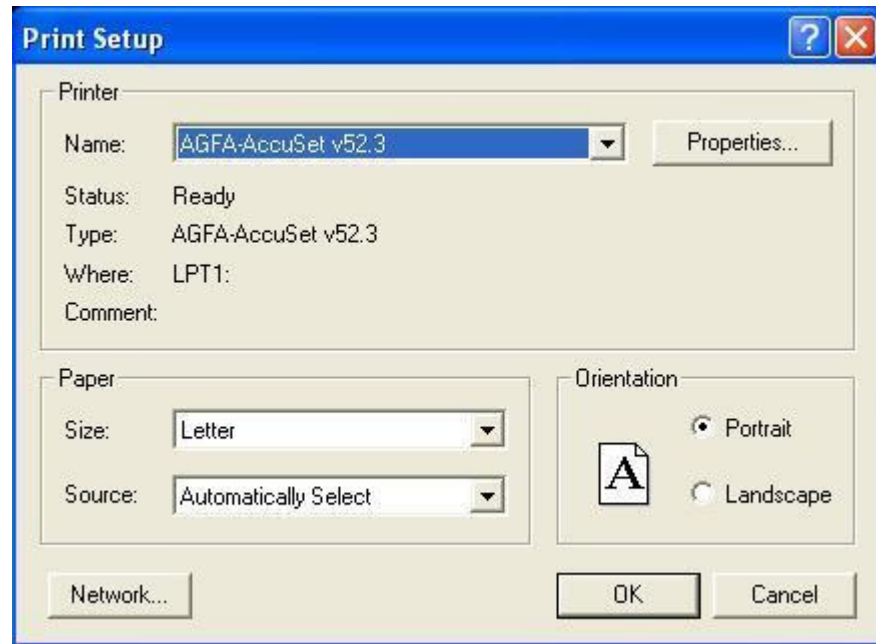 Print Setup
Printer
Name: AGFA-AccuSet v52.3 Properties...
Status: Ready
Type: AGFA-AccuSet v52.3
Where: LPT1:
Comment:
Paper
Size: Letter
Source: Automatically Select
Orientation
A
Portrait
Landscape
Network... OK Cancel